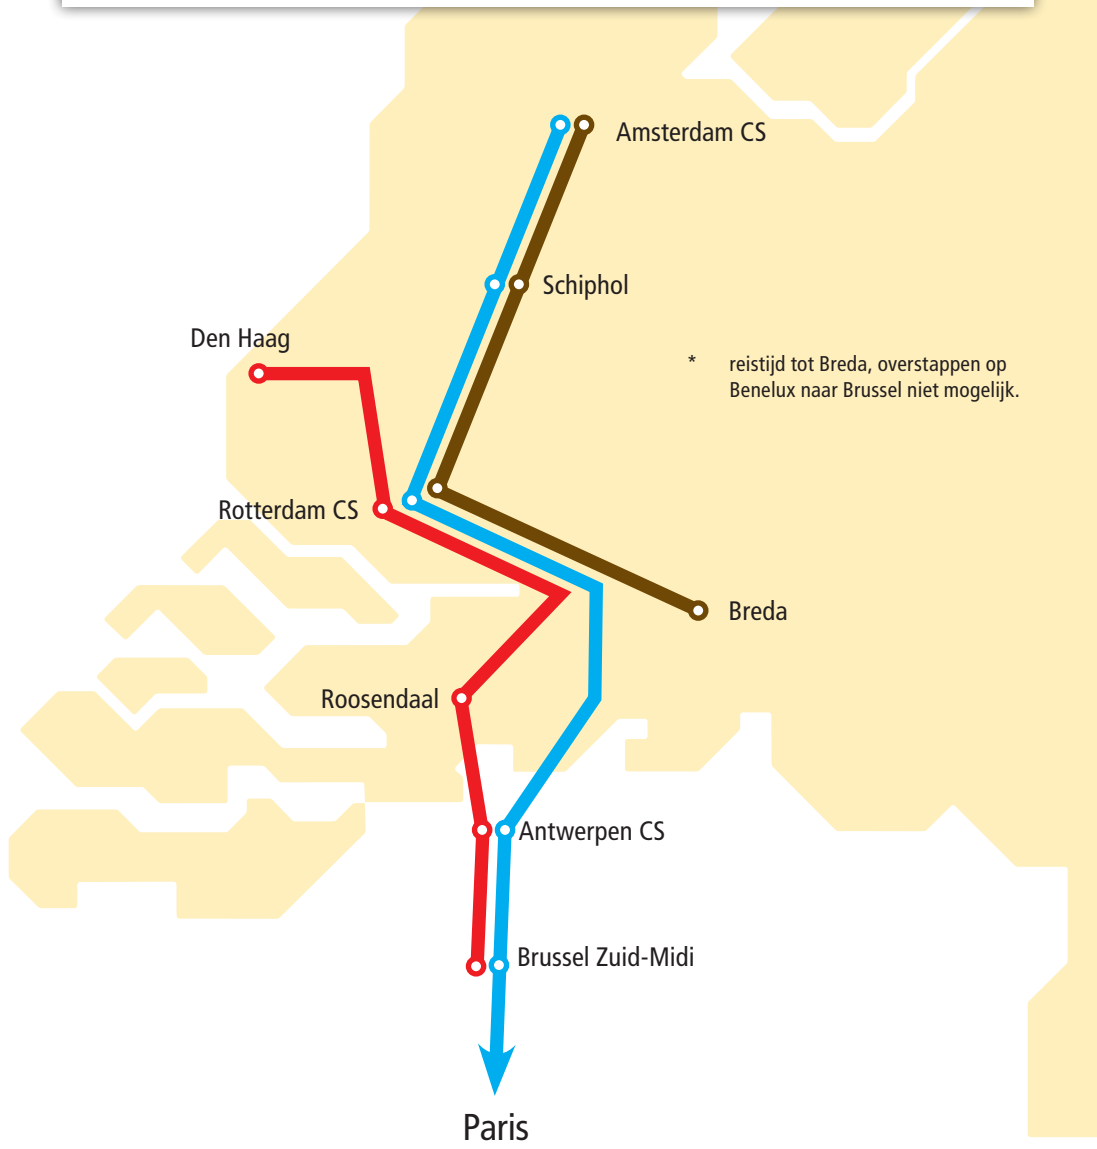 Amsterdam CS
Schiphol
Den Haag
* reistijd tot Breda, overstappen op
Benelux naar Brussel niet mogelijk.
Rotterdam CS
Breda
Roosendaal
Antwerpen CS
Brussel Zuid-Midi
Paris